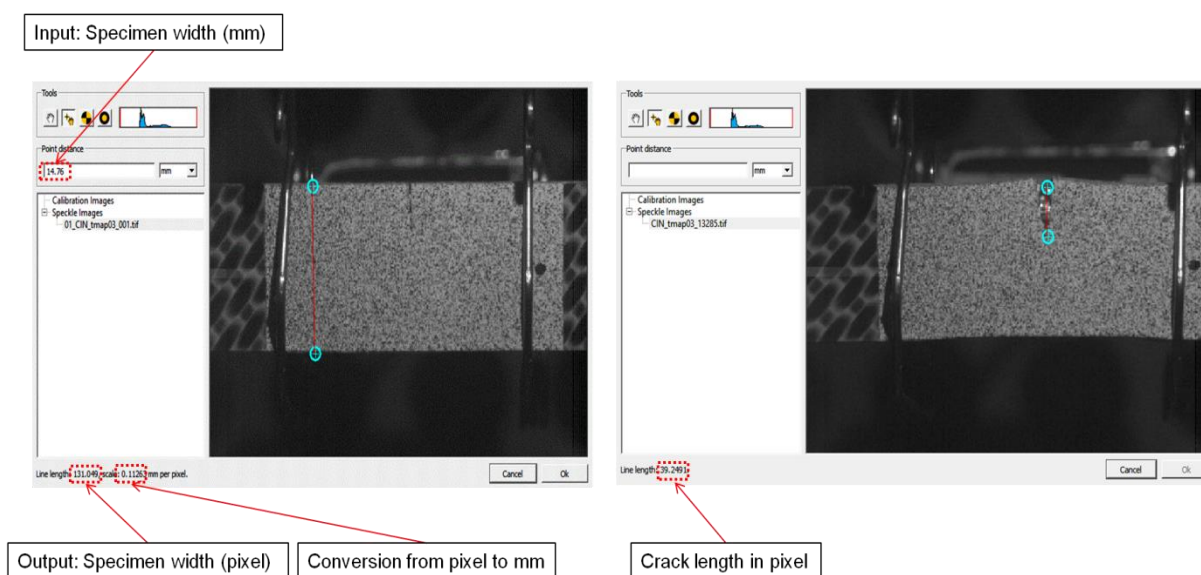 Input: Specimen width (mm)
Tools
Point distance
14.76
mm
Calibration Images
Speckle Images
01_CIN_tmap03_001.tif
Line length: 131.049, scale: 0.11263 mm per pixel.
Cancel
Ok
Tools
Point distance
mm
Calibration Images
Speckle Images
CIN_tmap03_13285.tif
Line length: 39.2491
Cancel
Ok
Output: Specimen width (pixel)
Conversion from pixel to mm
Crack length in pixel